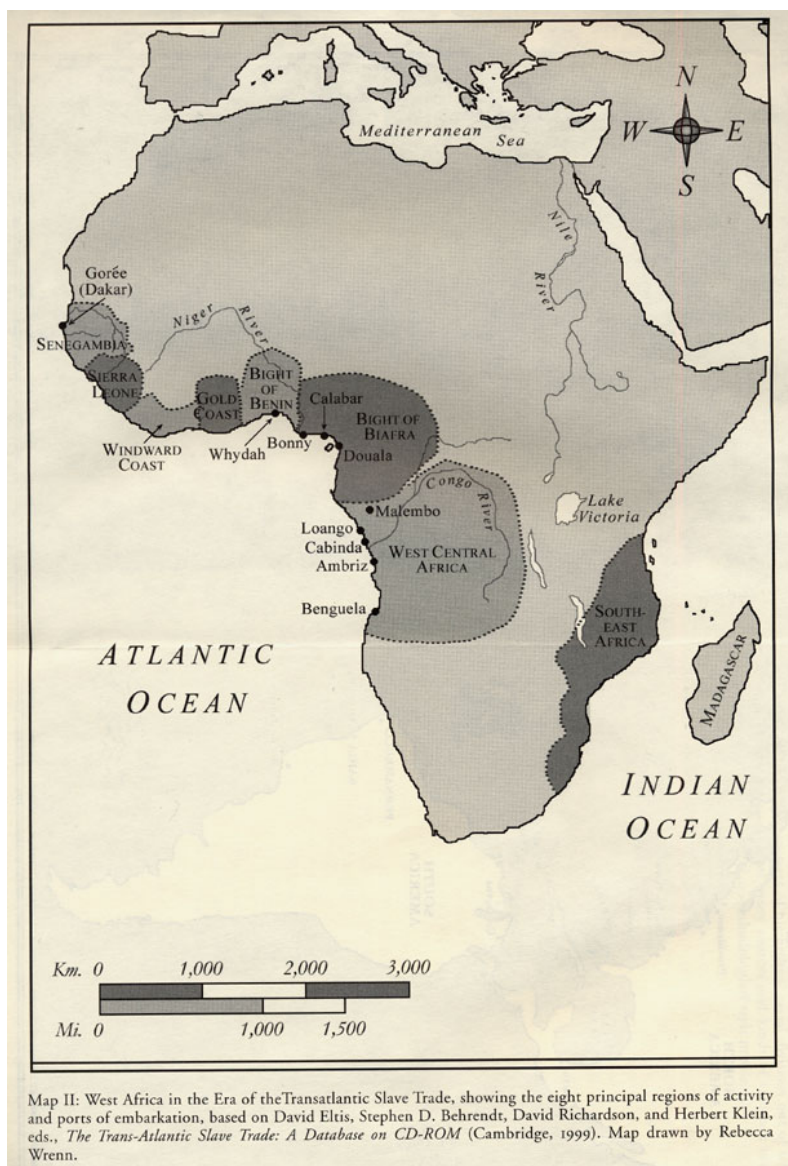 Mediterranean
Sea
N
W
E
S
Nile
River
Gorée
(Dakar)
Niger
River
SENEGAMBIA
SIERRA
LEONE
GOLD
COAST
BIGHT
OF
BENIN
Calabar
BIGHT OF
BIAFRA
WINDWARD
COAST
Whydah
Bonny
Douala
Congo
River
Malembo
Lake
Victoria
Loango
Cabinda
Ambriz
WEST CENTRAL
AFRICA
Benguela
SOUTH-
EAST
AFRICA
MADAGASCAR
ATLANTIC
OCEAN
INDIAN
OCEAN
Km. 0 1,000 2,000 3,000
Mi. 0 1,000 1,500
Map II: West Africa in the Era of theTransatlantic Slave Trade, showing the eight principal regions of activity
and ports of embarkation, based on David Eltis, Stephen D. Behrendt, David Richardson, and Herbert Klein,
eds., The Trans-Atlantic Slave Trade: A Database on CD-ROM (Cambridge, 1999). Map drawn by Rebecca
Wrenn.